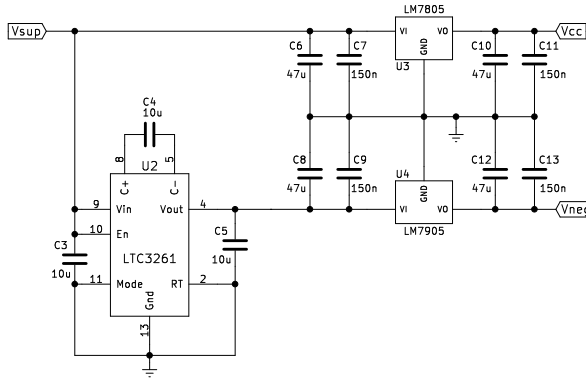 LM7805
Vsup
VI
VO
GND
U3
Vcc
C6
47u
C7
150n
C10
47u
C11
150n
C4
10u
8
5
U2
C+
C-
9
Vin
Vout
4
10
En
LTC3261
C3
10u
11
Mode
RT
2
Gnd
13
C5
10u
C8
47u
C9
150n
U4
GND
VI
VO
LM7905
C12
47u
C13
150n
Vneg